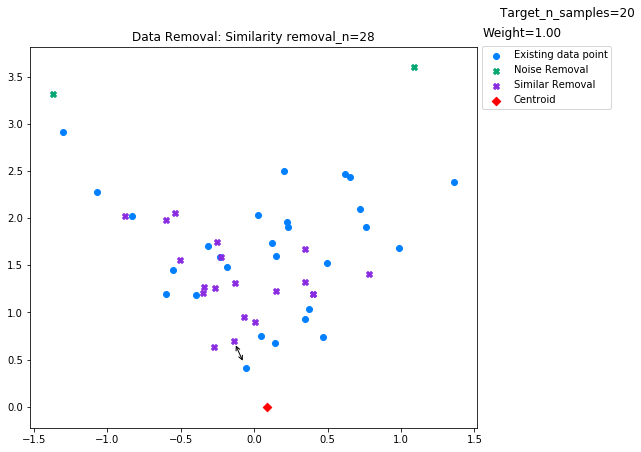 Target_n_samples=20
Weight=1.00
Data Removal: Similarity removal_n=28
Existing data point
Noise Removal
Similar Removal
Centroid
3.5
3.0
2.5
2.0
1.5
1.0
0.5
0.0
−1.5 −1.0 −0.5 0.0 0.5 1.0 1.5